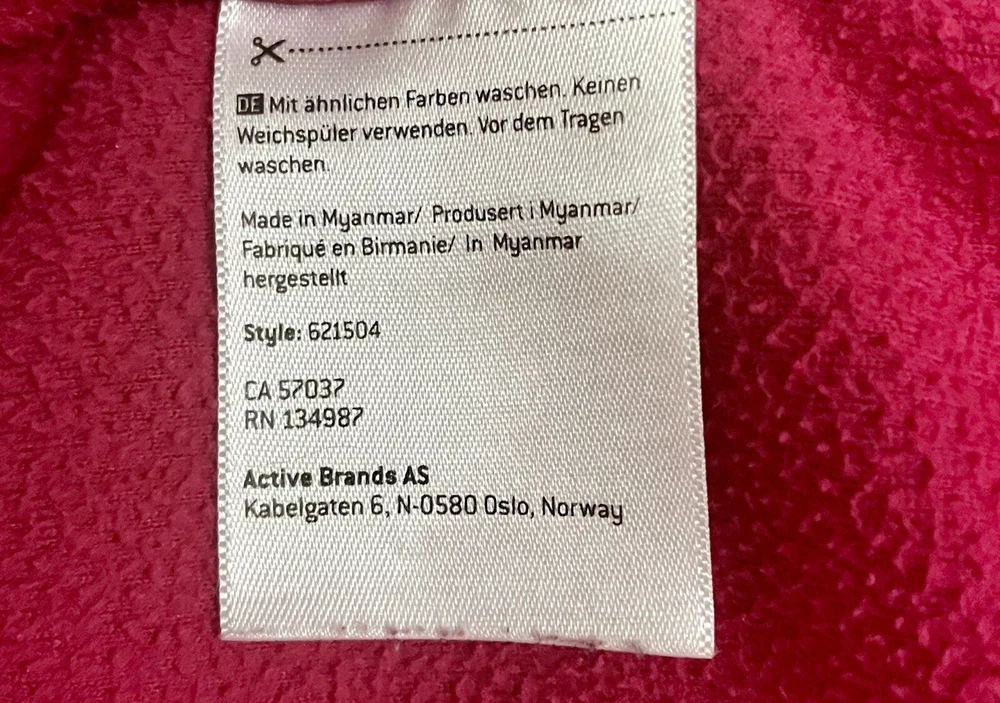 DE Mit ähnlichen Farben waschen. Keinen
Weichspüler verwenden. Vor dem Tragen
waschen.
Made in Myanmar/ Produsert i Myanmar/
Fabriqué en Birmanie/ In Myanmar
hergestellt
Style: 621504
CA 57037
RN 134987
Active Brands AS
Kabelgaten 6, N-0580 Oslo, Norway